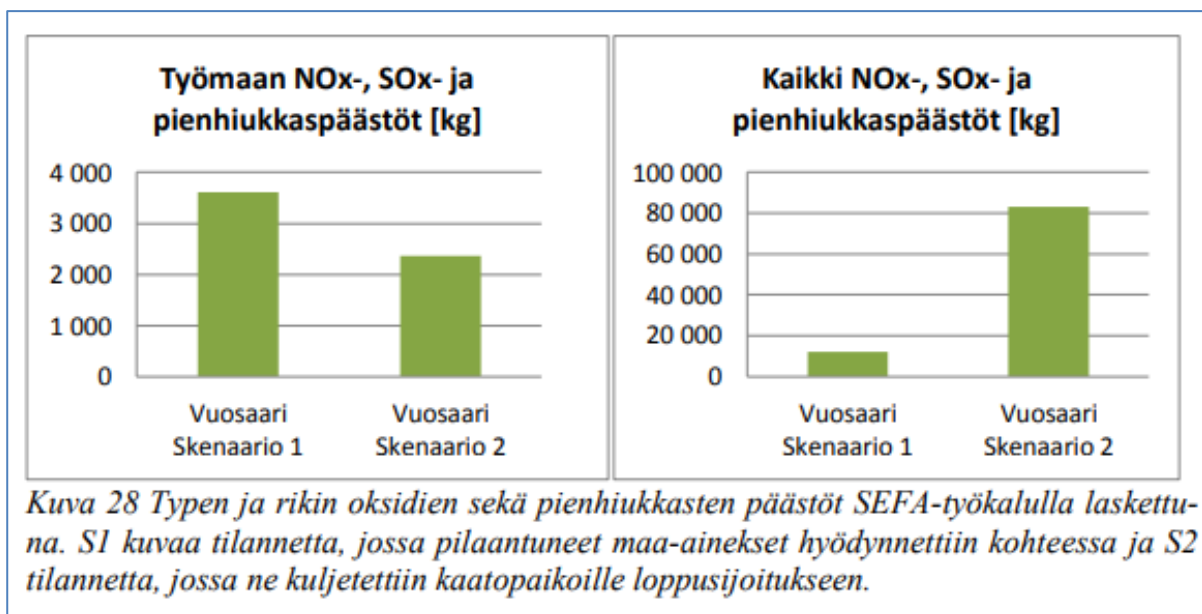 Työmaan NOx-, SOx- ja
pienhiukkaspäästöt [kg]
4 000
3 000
2 000
1 000
0
Vuosaari
Skenaario 1
Vuosaari
Skenaario 2
Kaikki NOx-, SOx- ja
pienhiukkaspäästöt [kg]
100 000
80 000
60 000
40 000
20 000
0
Vuosaari
Skenaario 1
Vuosaari
Skenaario 2
Kuva 28 Typen ja rikin oksidien sekä pienhiukkasten päästöt SEFA-työkalulla laskettu-
na. S1 kuvaa tilannetta, jossa pilaantuneet maa-ainekset hyödynnettiin kohteessa ja S2
tilannetta, jossa ne kuljetettiin kaatopaikoille loppusijoitukseen.